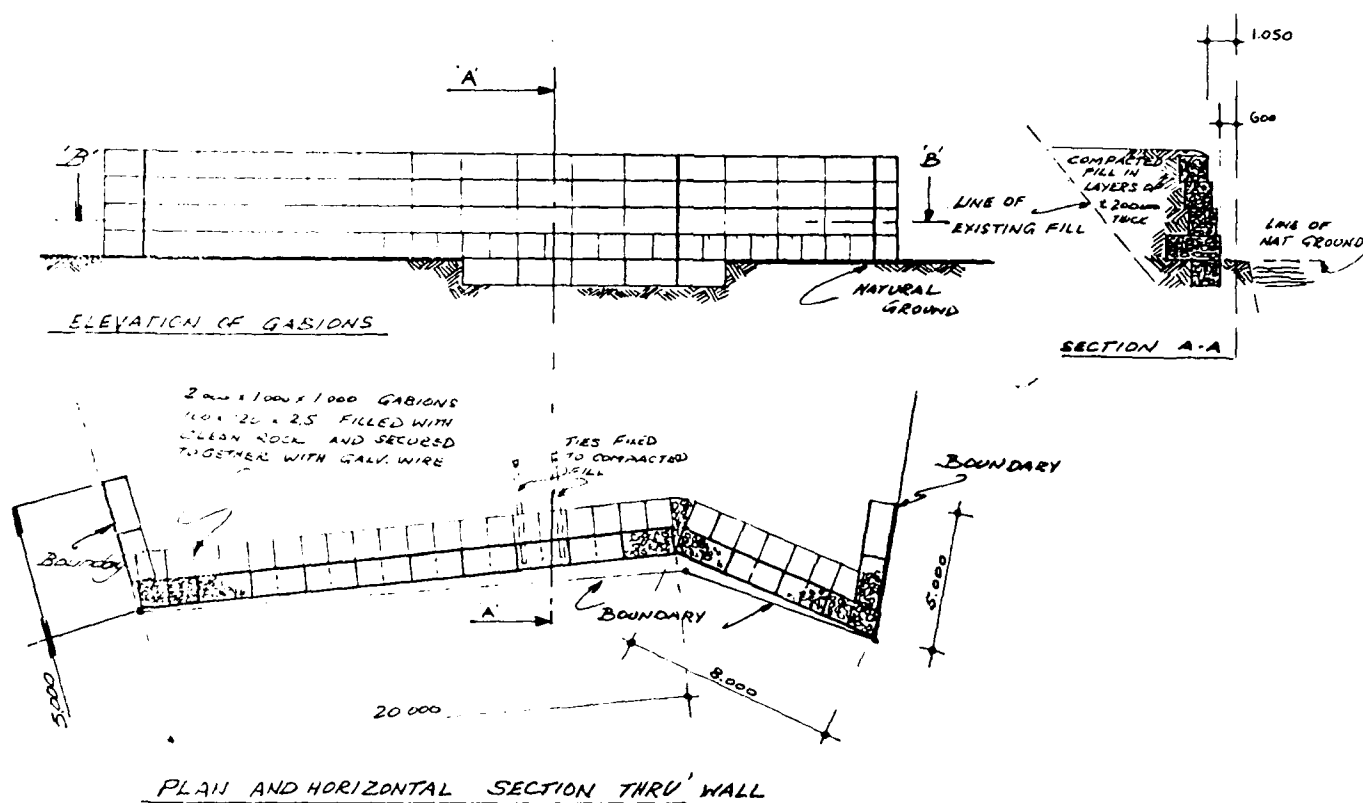 'A'
1.050
600
'B'
'B'
COMPACTED
FILL IN
LAYERS OF
± 200mm
THICK
LINE OF
EXISTING FILL
LINE OF
NAT GROUND
NATURAL
GROUND
ELEVATION OF GABIONS
SECTION A-A
GABIONS
FILLED WITH
CLEAN ROCK AND SECURED
TOGETHER WITH GALV. WIRE
TIES FIXED
TO COMPACTED
FILL
BOUNDARY
Boundary
5.000
A
BOUNDARY
8.000
20 000
5.000
PLAN AND HORIZONTAL SECTION THRU' WALL